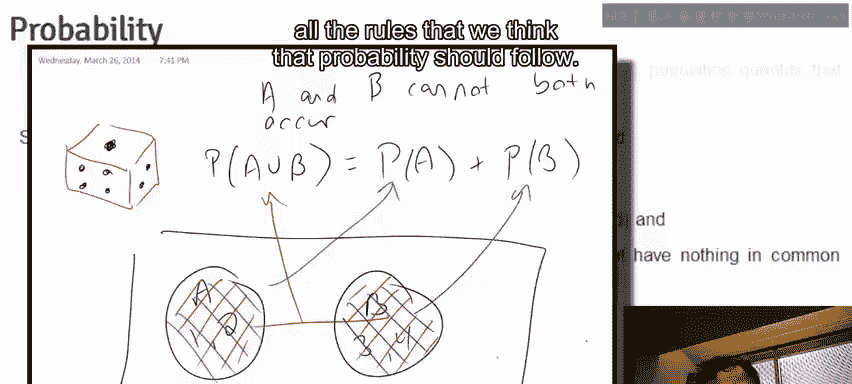 Probability
all the rules that we think
that probability should follow.
Wednesday, March 26, 2014 7:41 PM
A and B cannot both
occur
P(A∪B) = P(A) + P(B)
and
have nothing in common
A B
1, 2 3, 4